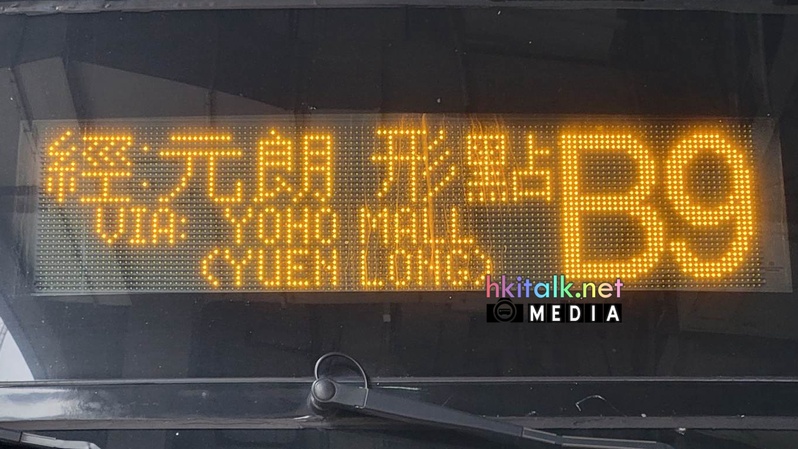 經:元朗 形點 B9
VIA: YOHO MALL
(YUEN LONG)
hkitalk.net
MEDIA